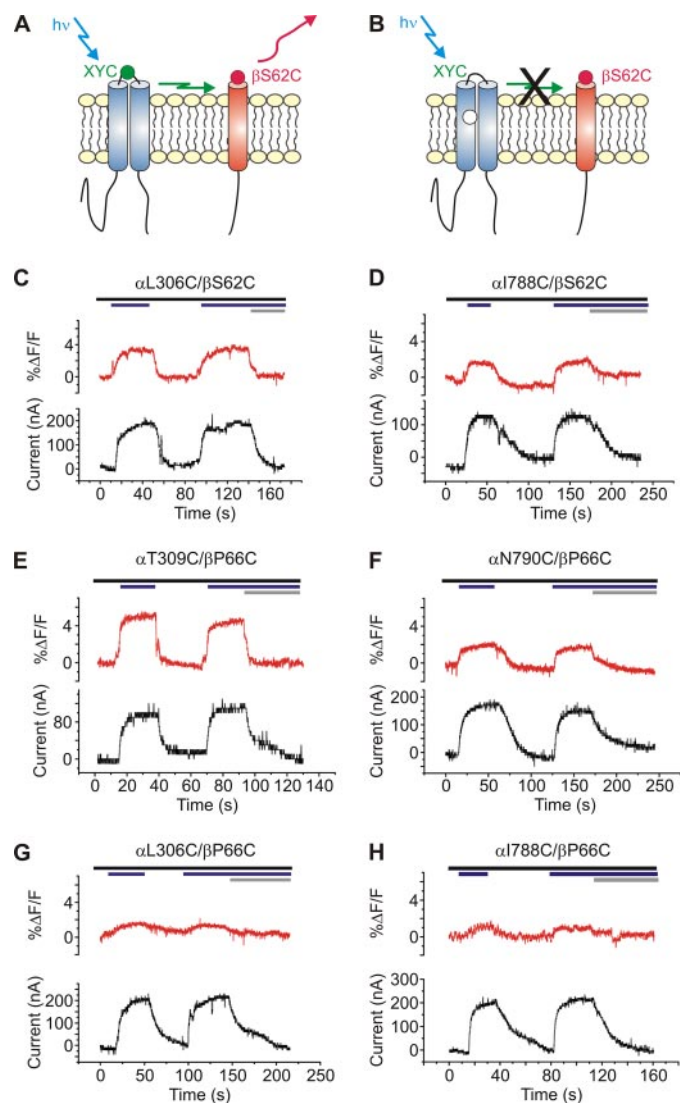 A
hν
XYC
βS62C
B
hν
XYC
βS62C
X
C
αL306C/βS62C
%ΔF/F
4
0
Current (nA)
200
100
0
0 40 80 120 160
Time (s)
D
αI788C/βS62C
%ΔF/F
4
0
Current (nA)
100
0
0 50 100 150 200 250
Time (s)
E
αT309C/βP66C
%ΔF/F
4
0
Current (nA)
80
0
0 20 40 60 80 100 120 140
Time (s)
F
αN790C/βP66C
%ΔF/F
4
0
Current (nA)
200
100
0
0 50 100 150 200 250
Time (s)
G
αL306C/βP66C
%ΔF/F
4
0
Current (nA)
200
100
0
0 50 100 150 200 250
Time (s)
H
αI788C/βP66C
%ΔF/F
4
0
Current (nA)
300
200
100
0
0 40 80 120 160
Time (s)